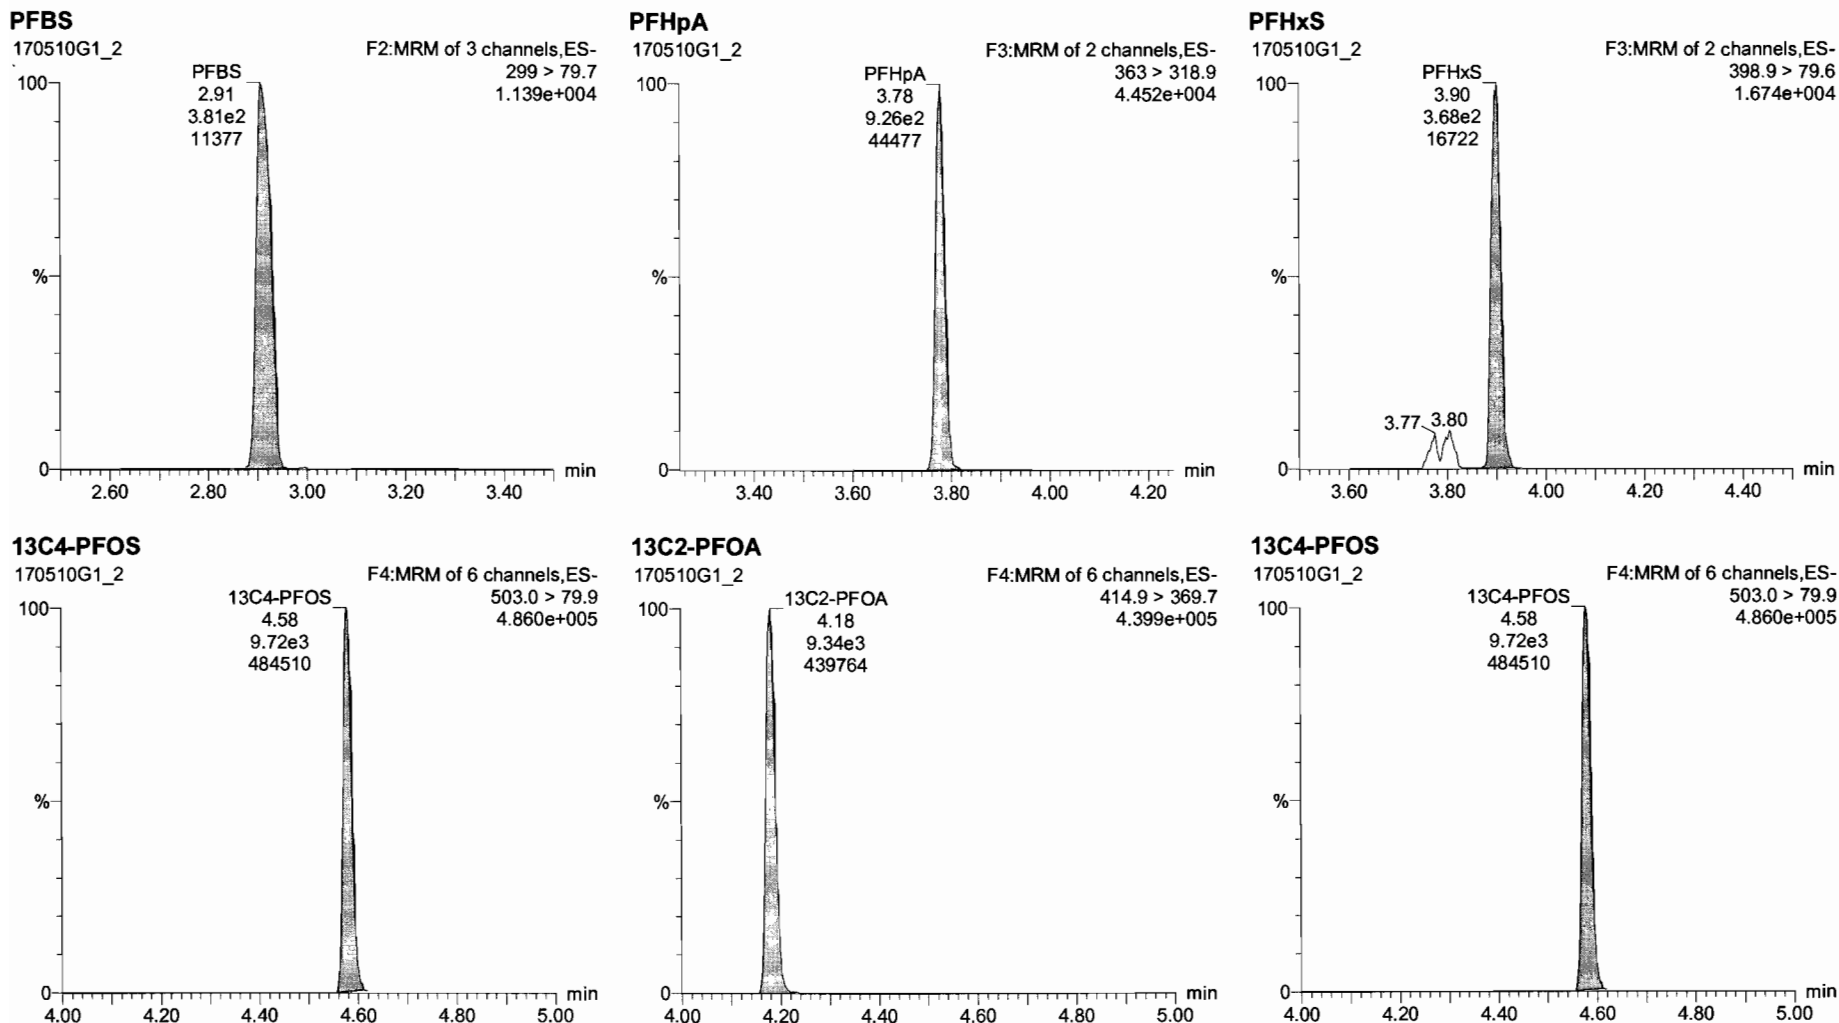 PFBS
170510G1_2
F2:MRM of 3 channels,ES-
299 > 79.7
1.139e+004
PFBS
2.91
3.81e2
11377
100
%
0
min
2.60 2.80 3.00 3.20 3.40
PFHpA
170510G1_2
F3:MRM of 2 channels,ES-
363 > 318.9
4.452e+004
PFHpA
3.78
9.26e2
44477
100
%
0
min
3.40 3.60 3.80 4.00 4.20
PFHxS
170510G1_2
F3:MRM of 2 channels,ES-
398.9 > 79.6
1.674e+004
PFHxS
3.90
3.68e2
16722
100
%
3.77 3.80
0
min
3.60 3.80 4.00 4.20 4.40
13C4-PFOS
170510G1_2
F4:MRM of 6 channels,ES-
503.0 > 79.9
4.860e+005
13C4-PFOS
4.58
9.72e3
484510
100
%
0
min
4.00 4.20 4.40 4.60 4.80 5.00
13C2-PFOA
170510G1_2
F4:MRM of 6 channels,ES-
414.9 > 369.7
4.399e+005
13C2-PFOA
4.18
9.34e3
439764
100
%
0
min
4.00 4.20 4.40 4.60 4.80 5.00
13C4-PFOS
170510G1_2
F4:MRM of 6 channels,ES-
503.0 > 79.9
4.860e+005
13C4-PFOS
4.58
9.72e3
484510
100
%
0
min
4.00 4.20 4.40 4.60 4.80 5.00